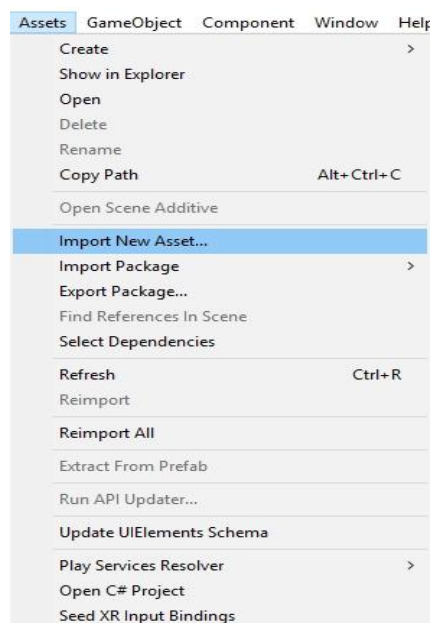 Assets GameObject Component Window Help
Create >
Show in Explorer
Open
Delete
Rename
Copy Path Alt+Ctrl+C
Open Scene Additive
Import New Asset...
Import Package >
Export Package...
Find References In Scene
Select Dependencies
Refresh Ctrl+R
Reimport
Reimport All
Extract From Prefab
Run API Updater...
Update UIElements Schema
Play Services Resolver >
Open C# Project
Seed XR Input Bindings